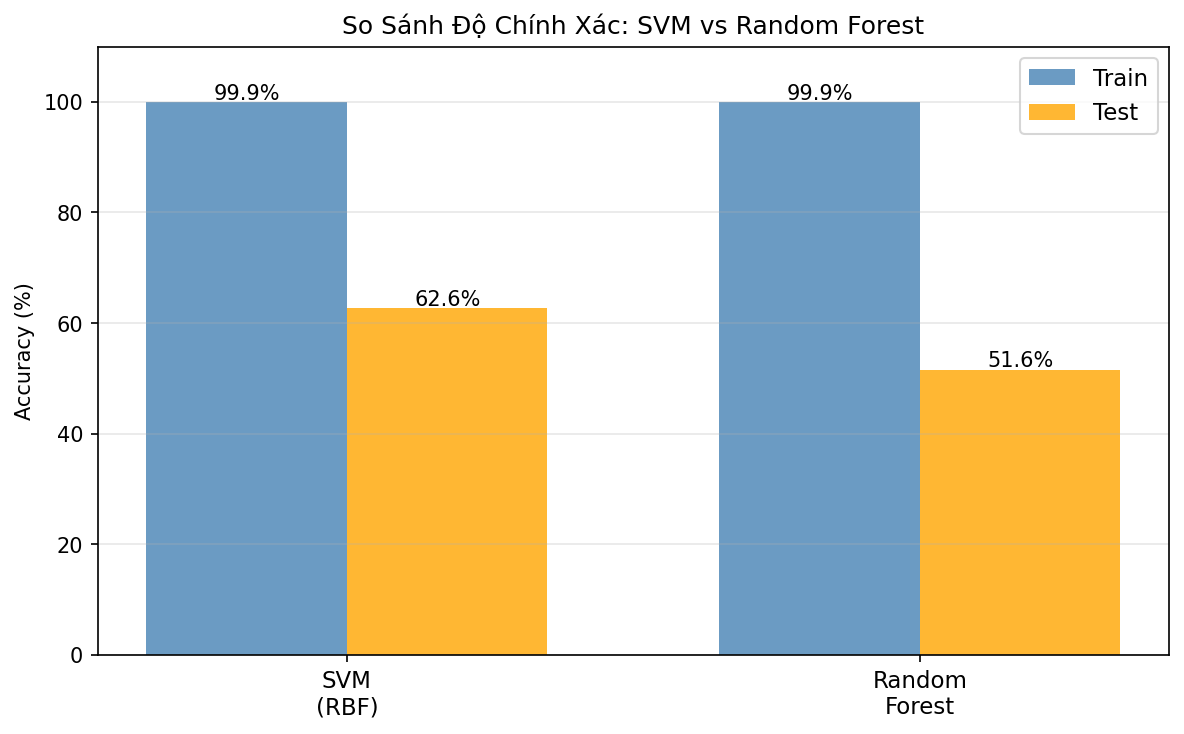 So Sánh Độ Chính Xác: SVM vs Random Forest
Train
Test
Accuracy (%)
100
80
60
40
20
0
99.9%
62.6%
99.9%
51.6%
SVM
(RBF)
Random
Forest